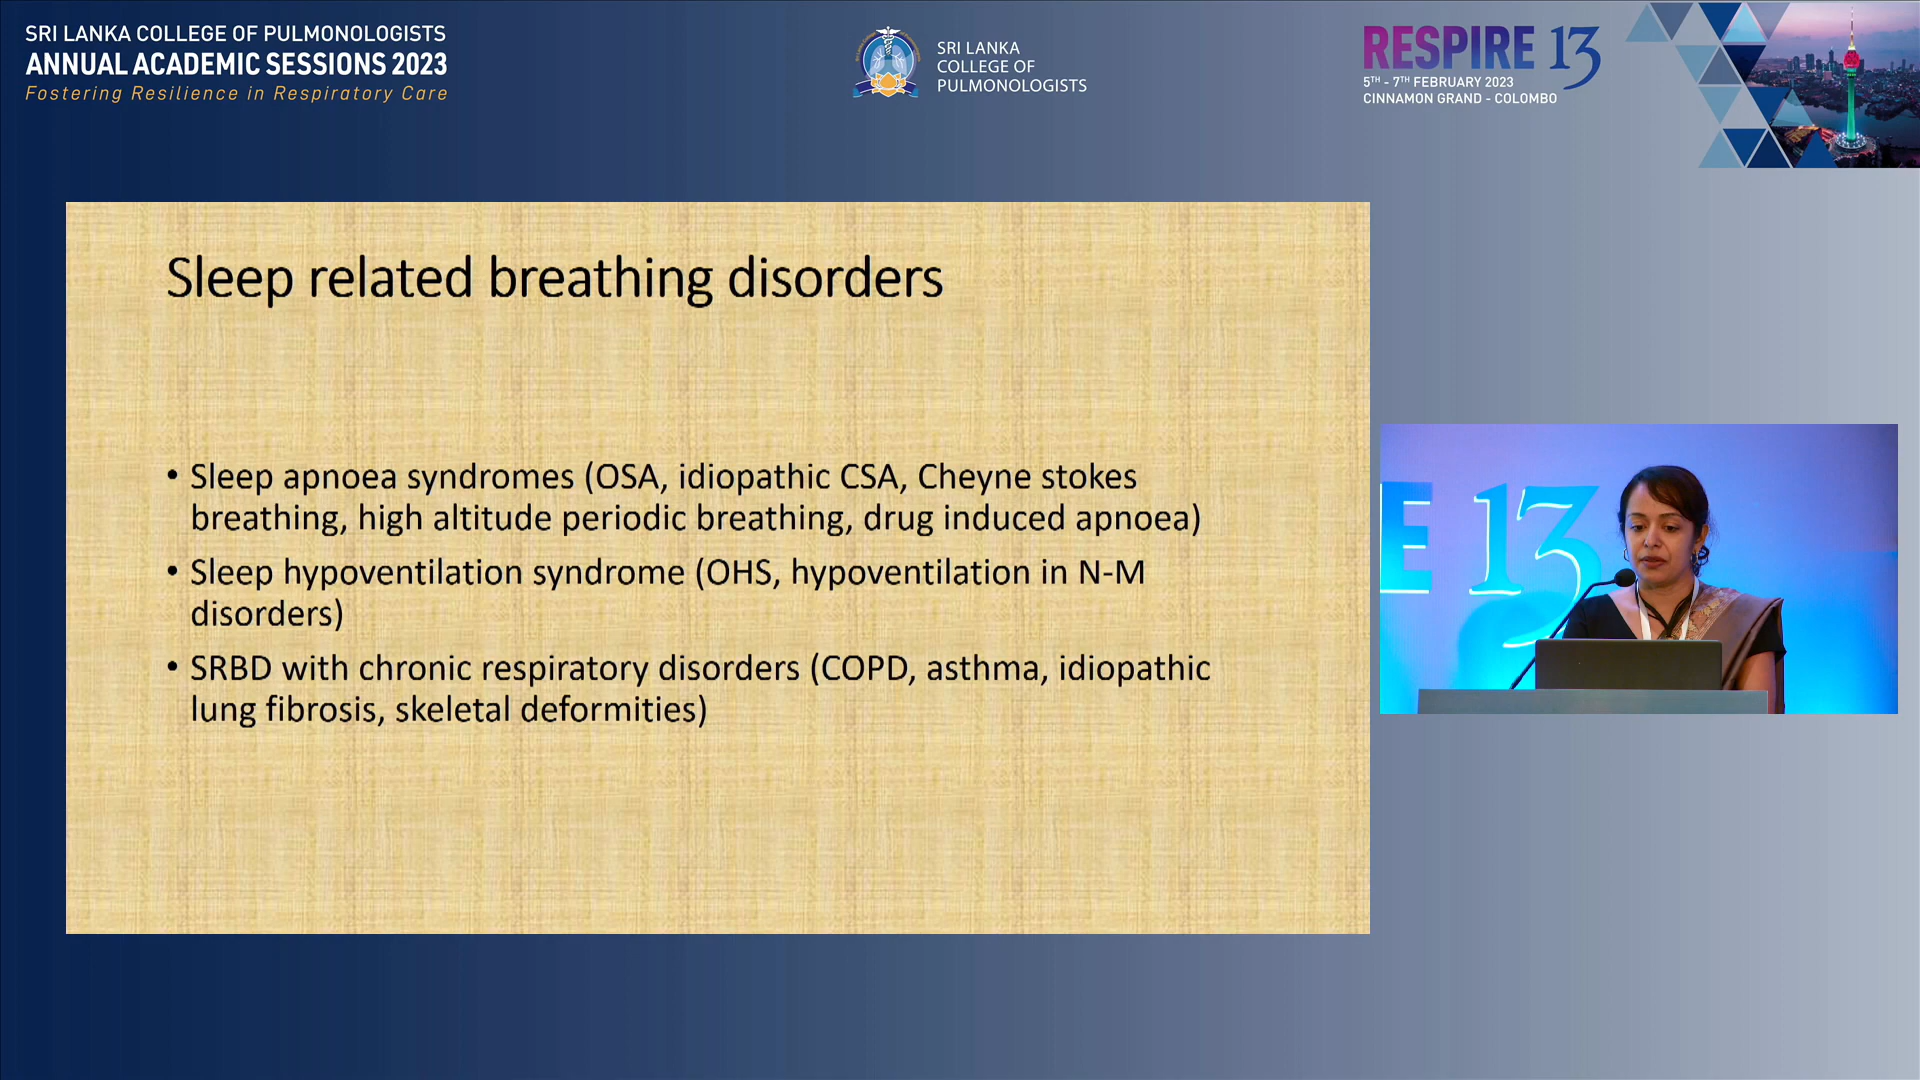 SRI LANKA COLLEGE OF PULMONOLOGISTS
ANNUAL ACADEMIC SESSIONS 2023
Fostering Resilience in Respiratory Care
SRI LANKA
COLLEGE OF
PULMONOLOGISTS
RESPIRE 13
5TH - 7TH FEBRUARY 2023
CINNAMON GRAND - COLOMBO
Sleep related breathing disorders
• Sleep apnoea syndromes (OSA, idiopathic CSA, Cheyne stokes
breathing, high altitude periodic breathing, drug induced apnoea)
• Sleep hypoventilation syndrome (OHS, hypoventilation in N-M
disorders)
• SRBD with chronic respiratory disorders (COPD, asthma, idiopathic
lung fibrosis, skeletal deformities)
E 13